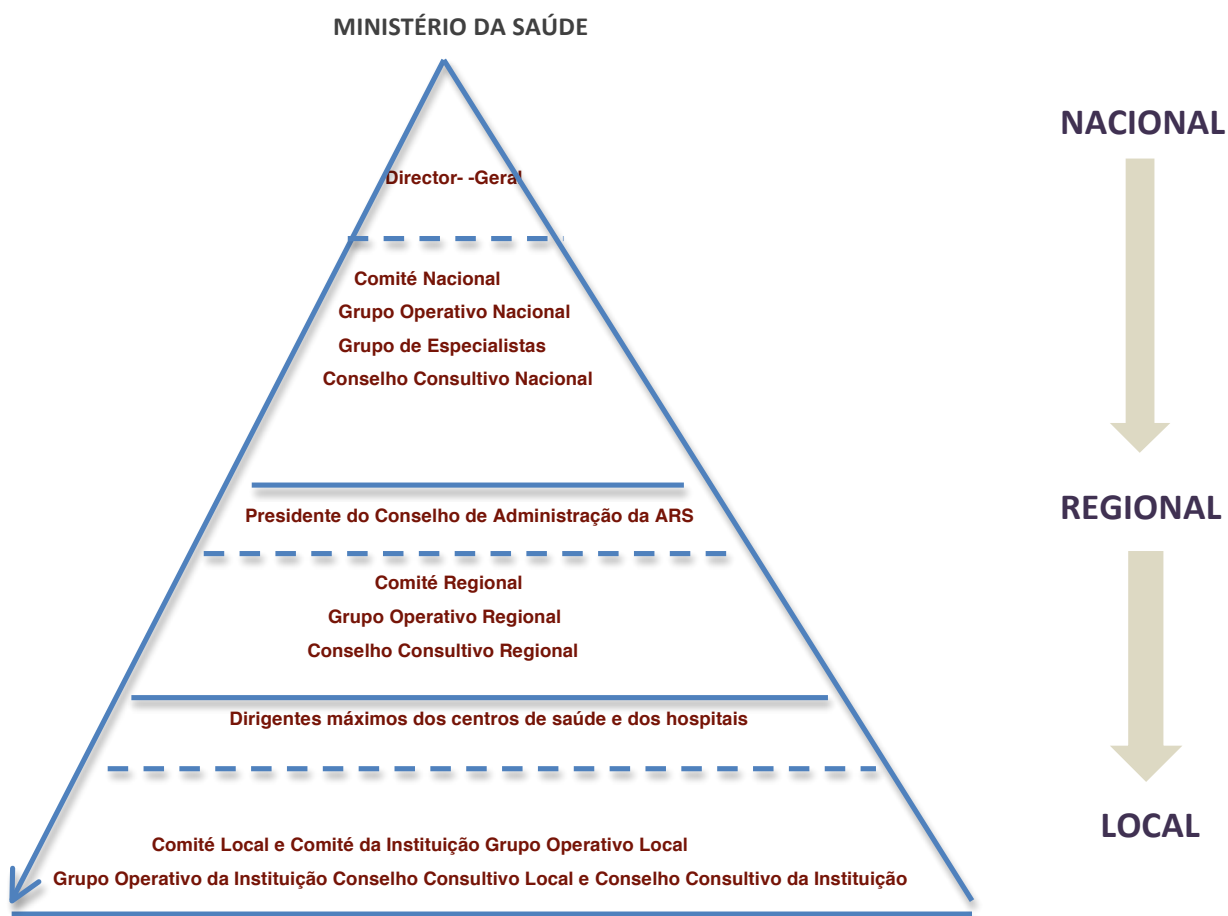 MINISTÉRIO DA SAÚDE
NACIONAL
Director- -Geral
Comité Nacional
Grupo Operativo Nacional
Grupo de Especialistas
Conselho Consultivo Nacional
REGIONAL
Presidente do Conselho de Administração da ARS
Comité Regional
Grupo Operativo Regional
Conselho Consultivo Regional
Dirigentes máximos dos centros de saúde e dos hospitais
LOCAL
Comité Local e Comité da Instituição Grupo Operativo Local
Grupo Operativo da Instituição Conselho Consultivo Local e Conselho Consultivo da Instituição